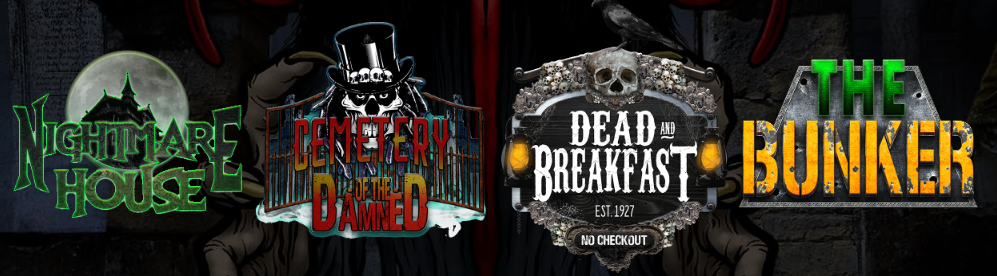 NIGHTMARE
HOUSE
CEMETERY
OF THE
DAMNED
DEAD AND
BREAKFAST
EST. 1927
NO CHECKOUT
THE
BUNKER